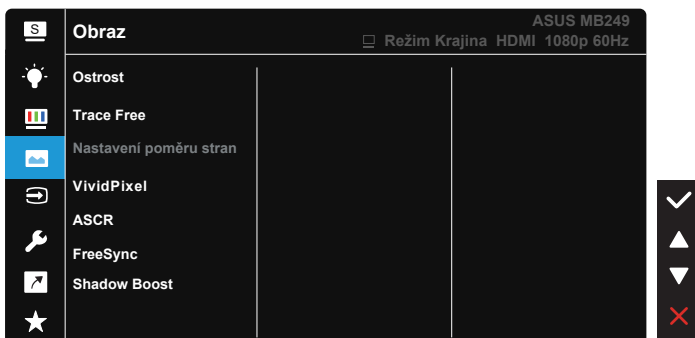 S
Obraz
ASUS MB249
Režim Krajina HDMI 1080p 60Hz
Ostrost
Trace Free
Nastavení poměru stran
VividPixel
ASCR
FreeSync
Shadow Boost